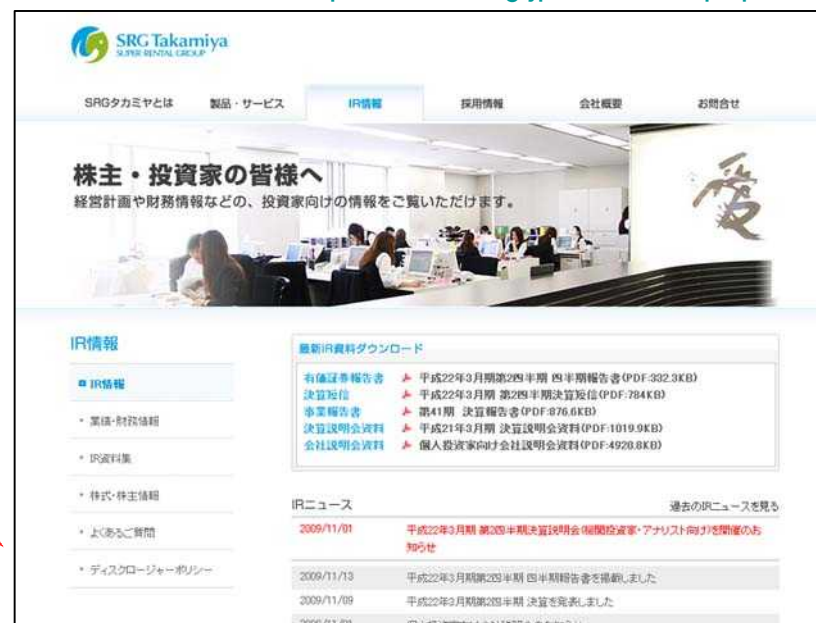 SRG Takamiya
SUPER RENTAL GROUP
SRGタカミヤとは
製品・サービス
IR情報
採用情報
会社概要
お問合せ
株主・投資家の皆様へ
経営計画や財務情報などの、投資家向けの情報をご覧いただけます。
愛
IR情報
IR情報
業績・財務情報
IR資料集
株式・株主情報
よくあるご質問
ディスクロージャーポリシー
最新IR資料ダウンロード
有価証券報告書 平成22年3月期第2四半期 四半期報告書(PDF:332.3KB)
決算短信 平成22年3月期 第2四半期決算短信(PDF:784KB)
事業報告書 第41期 決算報告書(PDF:876.6KB)
決算説明会資料 平成21年3月期 決算説明会資料(PDF:1019.9KB)
会社説明会資料 個人投資家向け会社説明会資料(PDF:4928.8KB)
IRニュース
過去のIRニュースを見る
2009/11/01 平成22年3月期 第2四半期決算説明会(機関投資家・アナリスト向け)を開催のお
知らせ
2009/11/13 平成22年3月期第2四半期 四半期報告書を掲載しました
2009/11/09 平成22年3月期第2四半期 決算を発表しました